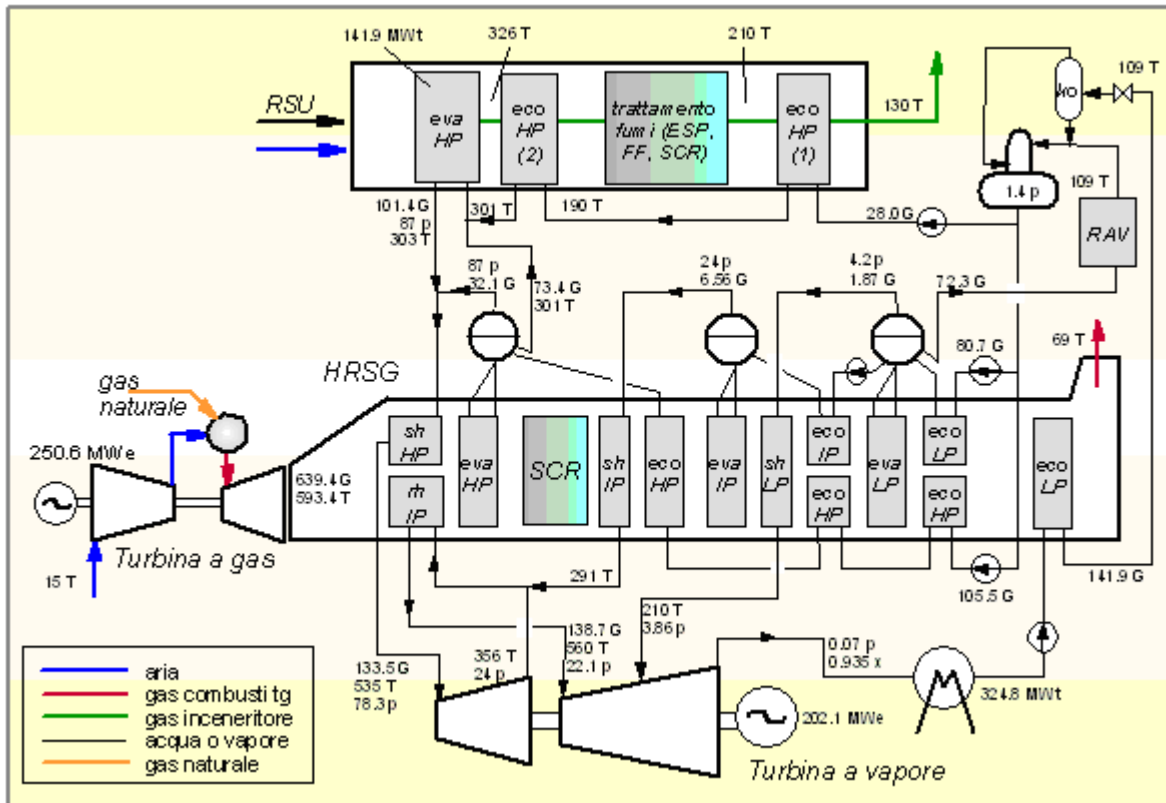 141.9 MWt
326 T
210 T
109 T
RSU
eva
HP
eco
HP
(2)
trattamento
fumi (ESP,
FF, SCR)
eco
HP
(1)
130 T
ko
1.4 p
109 T
RAV
101.4 G
87 p
303 T
301 T
190 T
28.0 G
87 p
32.1 G
73.4 G
301 T
24 p
6.56 G
4.2 p
1.87 G
72.3 G
80.7 G
69 T
HRSG
gas
naturale
250.6 MWe
639.4 G
593.4 T
sh
HP
rh
IP
eva
HP
SCR
sh
IP
eco
HP
eva
IP
sh
LP
eco
IP
eco
HP
eva
LP
eco
LP
eco
HP
eco
LP
Turbina a gas
15 T
291 T
105.5 G
141.9 G
210 T
3.86 p
138.7 G
560 T
22.1 p
356 T
24 p
133.5 G
535 T
78.3 p
0.07 p
0.935 x
324.8 MWt
202.1 MWe
Turbina a vapore
aria
gas combusti tg
gas inceneritore
acqua o vapore
gas naturale